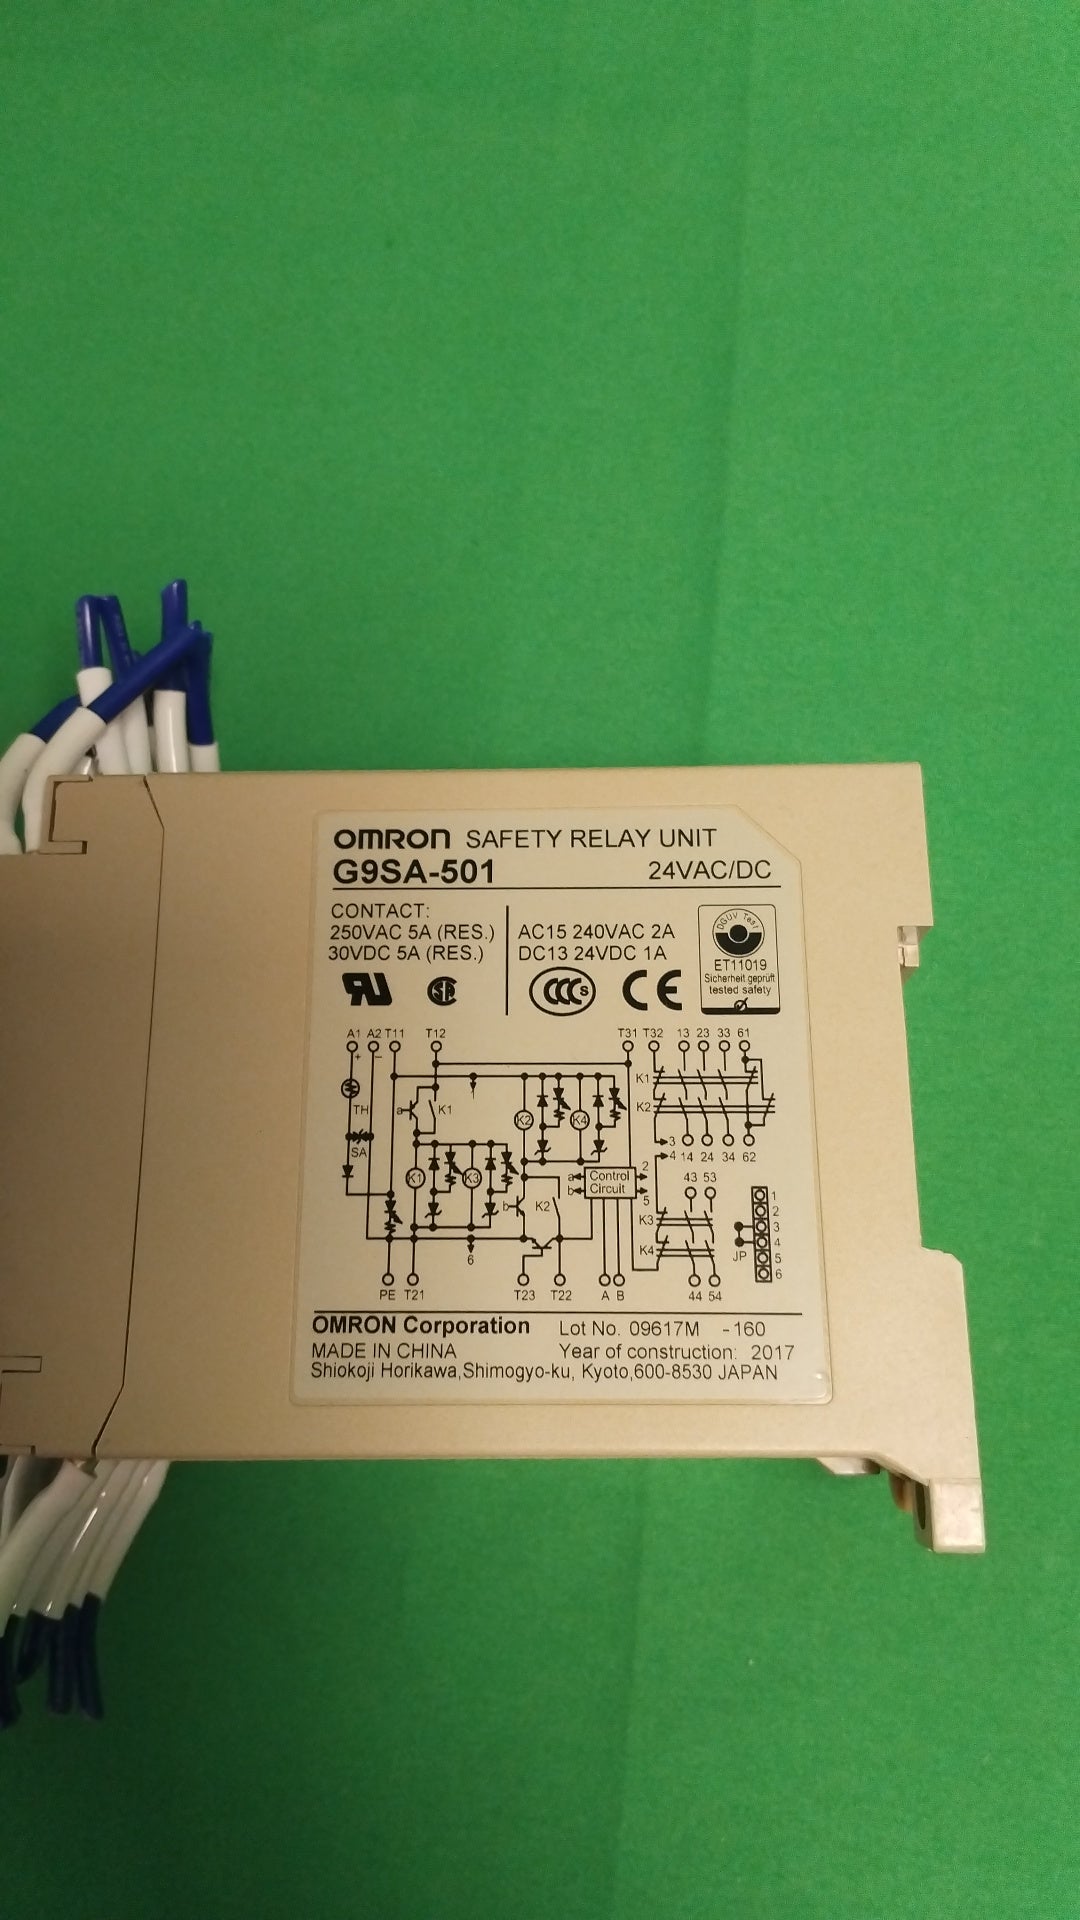 OMRON SAFETY RELAY UNIT
G9SA-501 24VAC/DC
CONTACT:
250VAC 5A (RES.)
30VDC 5A (RES.)
AC15 240VAC 2A
DC13 24VDC 1A
DGUV Test
ET11019
Sicherheit geprüft
tested safety
CCC S
CE
A1 A2 T11 T12 T31 T32 13 23 33 61
+ −
TH
SA
a K1
K1 K3
K2 K4
b K2
6
a
b
Control
Circuit
2
5
K1
K2
3
4 14 24 34 62
43 53
K3
K4
1
2
3
4
5
6
JP
PE T21 T23 T22 A B 44 54
OMRON Corporation Lot No. 09617M -160
MADE IN CHINA Year of construction: 2017
Shiokoji Horikawa,Shimogyo-ku, Kyoto,600-8530 JAPAN